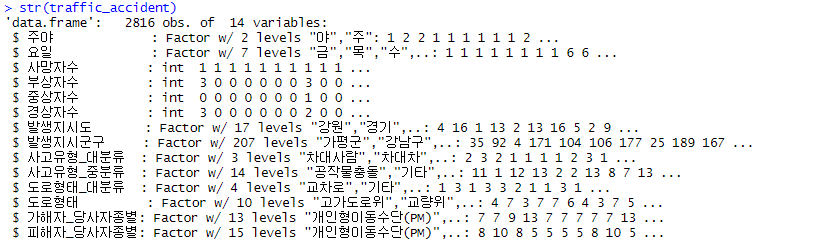 > str(traffic_accident)
'data.frame':   2816 obs. of  14 variables:
 $ 주야              : Factor w/ 2 levels "야","주": 1 2 2 1 1 1 1 1 1 2 ...
 $ 요일              : Factor w/ 7 levels "금","목","수",..: 1 1 1 1 1 1 1 1 6 6 ...
 $ 사망자수          : int  1 1 1 1 1 1 1 1 1 1 ...
 $ 부상자수          : int  3 0 0 0 0 0 0 3 0 0 ...
 $ 중상자수          : int  0 0 0 0 0 0 0 1 0 0 ...
 $ 경상자수          : int  3 0 0 0 0 0 0 2 0 0 ...
 $ 발생지시도        : Factor w/ 17 levels "강원","경기",..: 4 16 1 13 2 13 16 5 2 9 ...
 $ 발생지시군구      : Factor w/ 207 levels "가평군","강남구",..: 35 92 4 171 104 106 177 25 189 167 ...
 $ 사고유형_대분류   : Factor w/ 3 levels "차대사람","차대차",..: 2 3 2 1 1 1 1 2 3 1 ...
 $ 사고유형_중분류   : Factor w/ 14 levels "공작물충돌","기타",..: 11 1 12 13 2 2 13 8 7 13 ...
 $ 도로형태_대분류   : Factor w/ 4 levels "교차로","기타",..: 1 3 1 3 3 2 1 1 3 1 ...
 $ 도로형태          : Factor w/ 10 levels "고가도로위","교량위",..: 4 7 3 7 7 6 4 3 7 5 ...
 $ 가해자_당사자종별: Factor w/ 13 levels "개인형이동수단(PM)",..: 7 7 9 13 7 7 7 7 7 13 ...
 $ 피해자_당사자종별: Factor w/ 15 levels "개인형이동수단(PM)",..: 8 10 8 5 5 5 5 8 10 5 ...